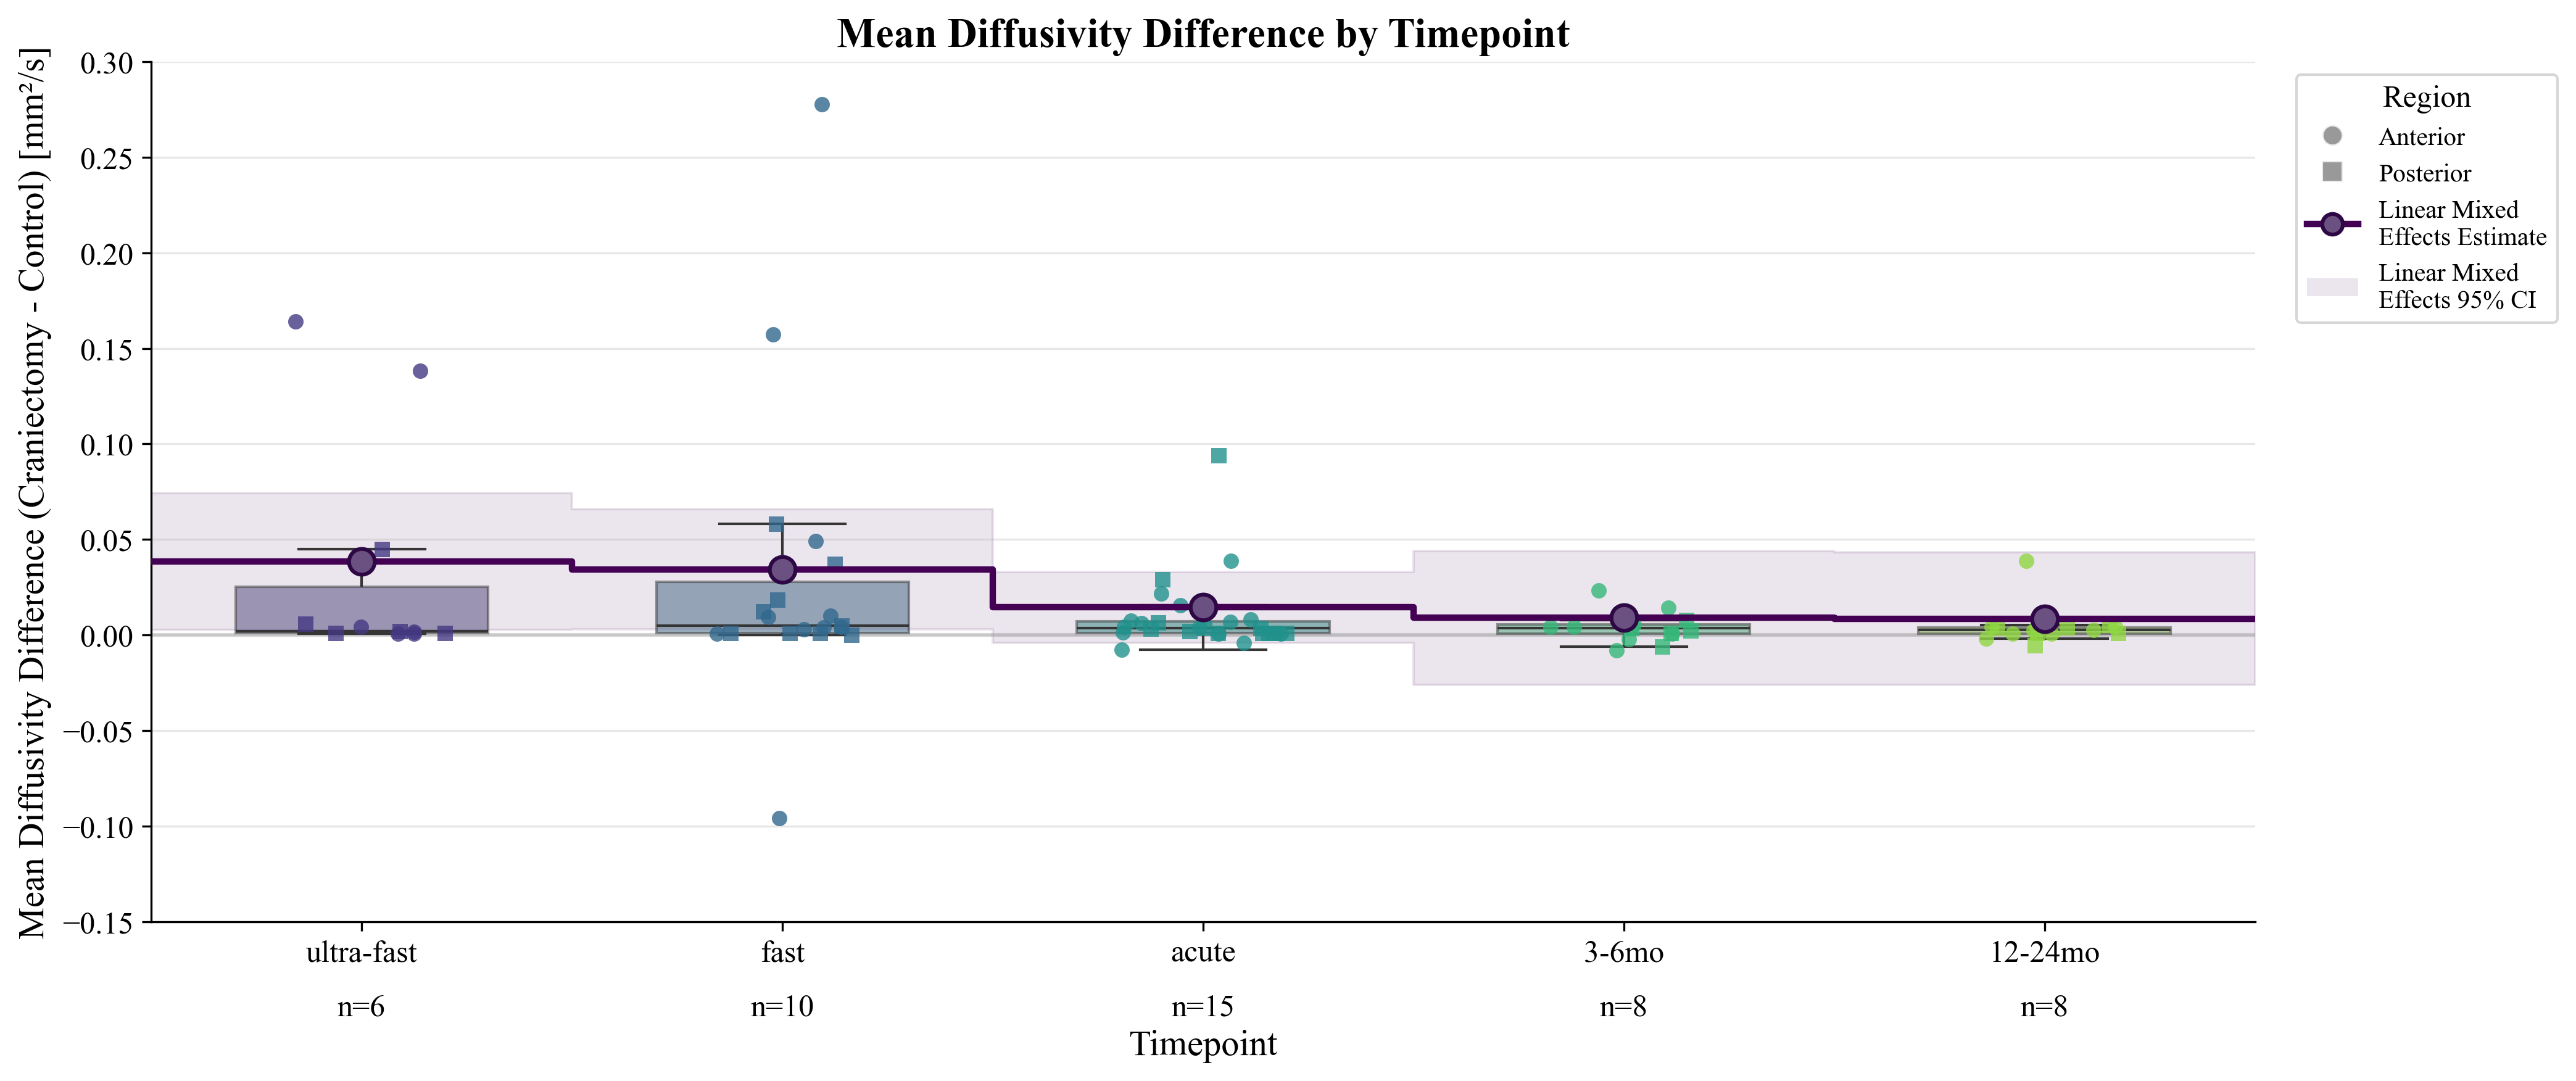 Mean Diffusivity Difference by Timepoint
Mean Diffusivity Difference (Craniectomy - Control) [mm²/s]
0.30
0.25
0.20
0.15
0.10
0.05
0.00
−0.05
−0.10
−0.15
ultra-fast
fast
acute
3-6mo
12-24mo
n=6
n=10
n=15
n=8
n=8
Timepoint
Region
Anterior
Posterior
Linear Mixed
Effects Estimate
Linear Mixed
Effects 95% CI